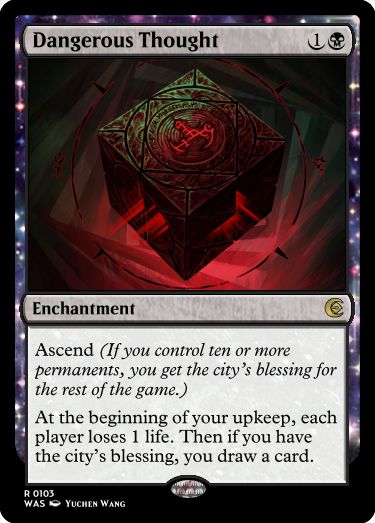 Dangerous Thought 1
Enchantment
Ascend (If you control ten or more
permanents, you get the city's blessing for
the rest of the game.)
At the beginning of your upkeep, each
player loses 1 life. Then if you have
the city's blessing, you draw a card.
R 0103
WAS Yuchen Wang